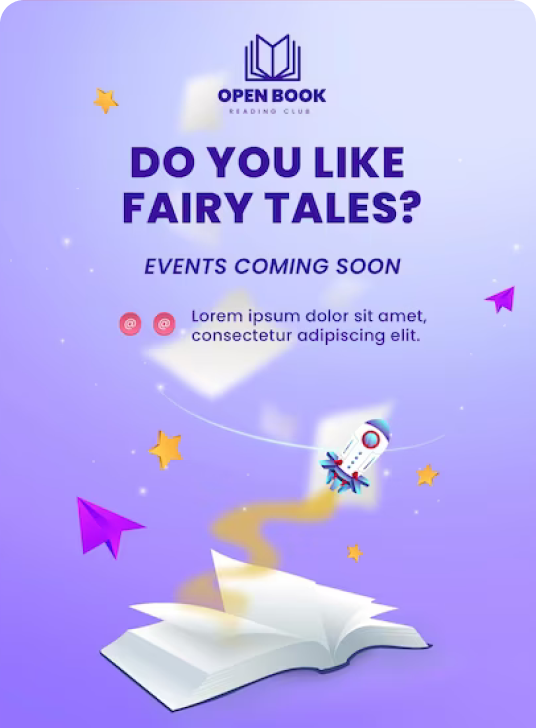 OPEN BOOK
READING CLUB
DO YOU LIKE
FAIRY TALES?
EVENTS COMING SOON
@ @ Lorem ipsum dolor sit amet,
consectetur adipiscing elit.